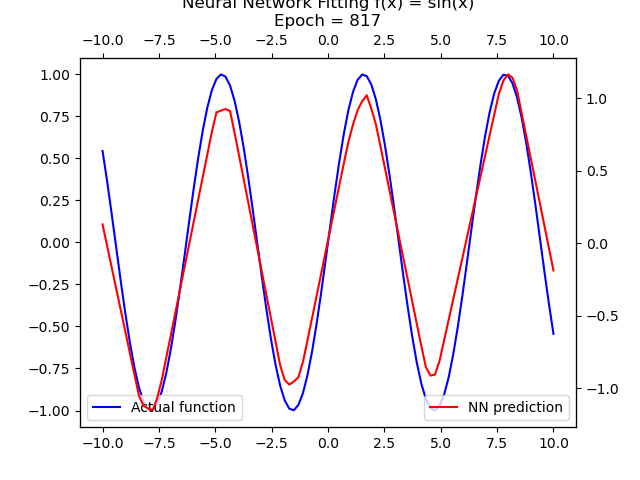 Neural Network Fitting f(x) = sin(x)
Epoch = 817
−10.0 −7.5 −5.0 −2.5 0.0 2.5 5.0 7.5 10.0
1.00
0.75
0.50
0.25
0.00
−0.25
−0.50
−0.75
−1.00
1.0
0.5
0.0
−0.5
−1.0
Actual function
NN prediction
−10.0 −7.5 −5.0 −2.5 0.0 2.5 5.0 7.5 10.0